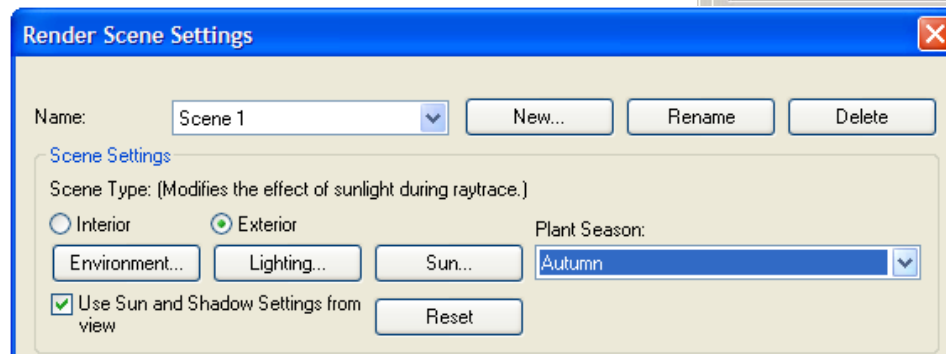 Render Scene Settings
Name: Scene 1 New... Rename Delete
Scene Settings
Scene Type: (Modifies the effect of sunlight during raytrace.)
Interior Exterior
Plant Season:
Environment... Lighting... Sun... Autumn
Use Sun and Shadow Settings from
view
Reset